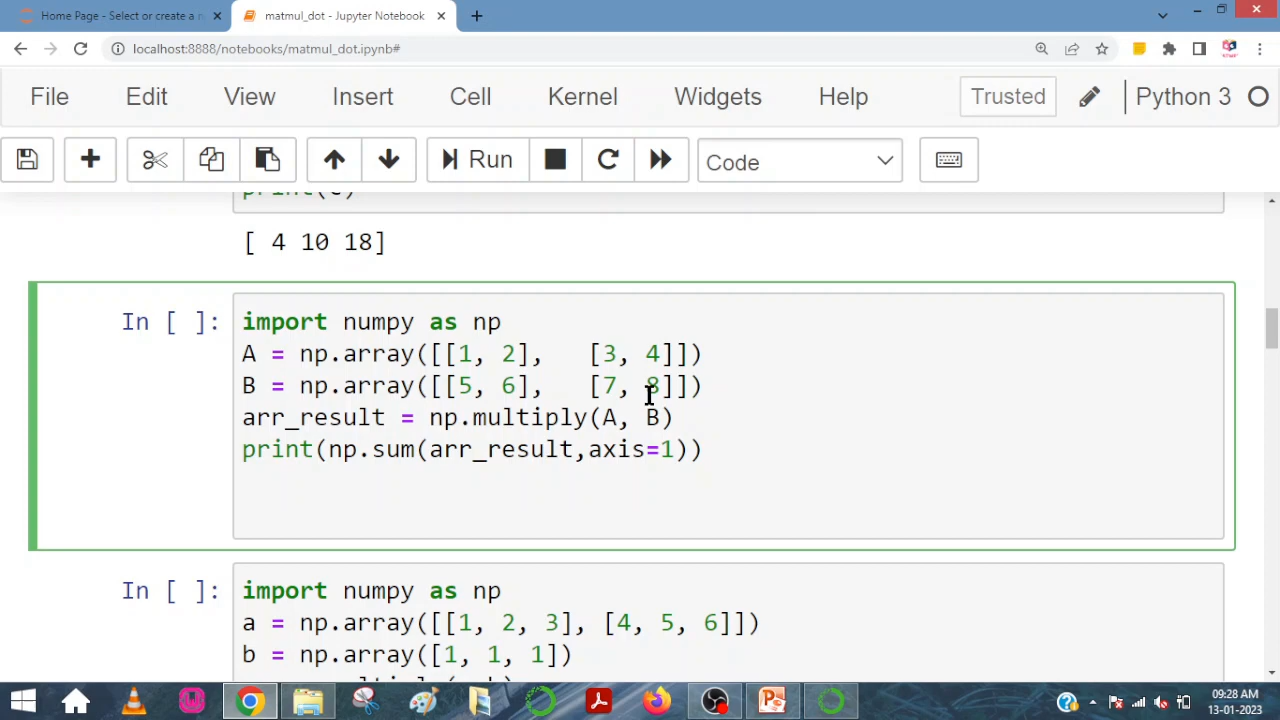 Home Page - Select or create a n
matmul_dot - Jupyter Notebook
localhost:8888/notebooks/matmul_dot.ipynb#
File Edit View Insert Cell Kernel Widgets Help Trusted Python 3
Run Code
print(c)
[ 4 10 18]
In [ ]: import numpy as np
A = np.array([[1, 2], [3, 4]])
B = np.array([[5, 6], [7, 8]])
arr_result = np.multiply(A, B)
print(np.sum(arr_result,axis=1))
In [ ]: import numpy as np
a = np.array([[1, 2, 3], [4, 5, 6]])
b = np.array([1, 1, 1])
09:28 AM
13-01-2023